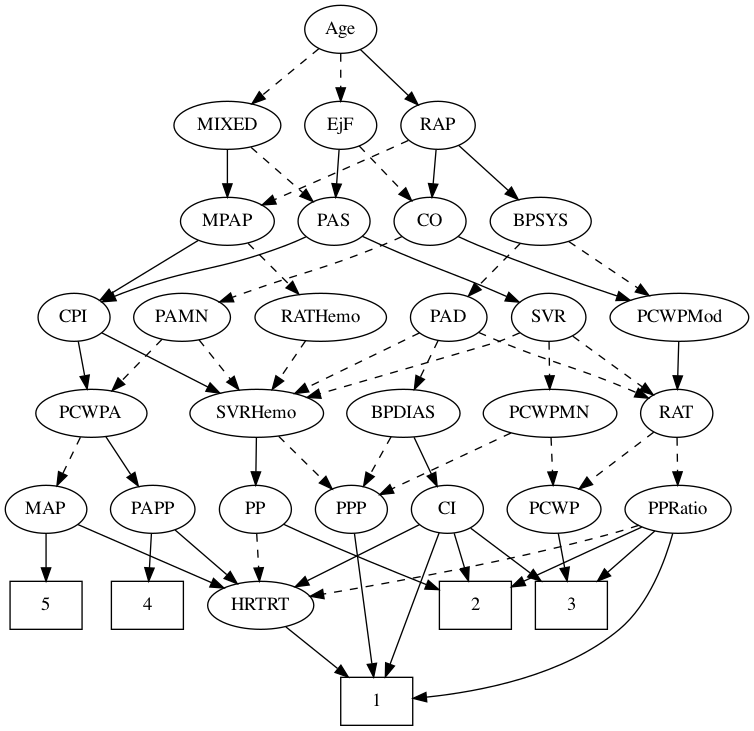 Age
MIXED
EjF
RAP
MPAP
PAS
CO
BPSYS
CPI
PAMN
RATHemo
PAD
SVR
PCWPMod
PCWPA
SVRHemo
BPDIAS
PCWPMN
RAT
MAP
PAPP
PP
PPP
CI
PCWP
PPRatio
5
4
HRTRT
2
3
1